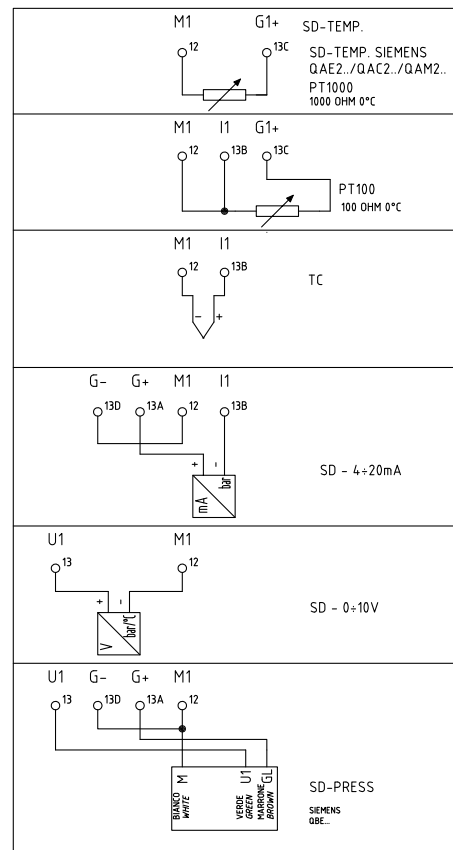 M1 G1+ SD-TEMP.
12 13C
SD-TEMP. SIEMENS
QAE2../QAC2../QAM2..
PT1000
1000 OHM 0°C
M1 I1 G1+
12 13B 13C
PT100
100 OHM 0°C
M1 I1
12 13B
TC
- +
G- G+ M1 I1
13D 13A 12 13B
+ -
mA bar
SD - 4÷20mA
U1 M1
13 12
+ -
V bar/°C
SD - 0÷10V
U1 G- G+ M1
13 13D 13A 12
M U1 GL
BIANCO VERDE MARRONE
WHITE GREEN BROWN
SD-PRESS
SIEMENS
QBE...